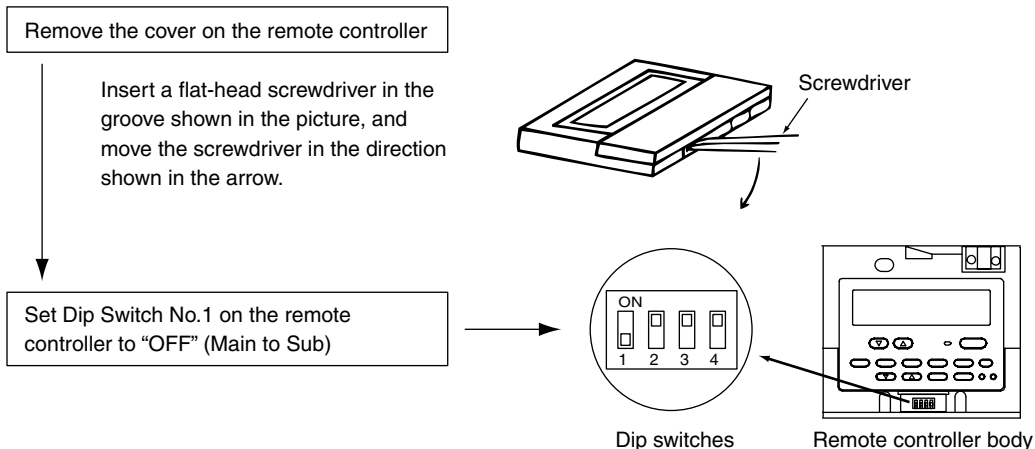 Remove the cover on the remote controller
Insert a flat-head screwdriver in the
groove shown in the picture, and
move the screwdriver in the direction
shown in the arrow.
Screwdriver
Set Dip Switch No.1 on the remote
controller to “OFF” (Main to Sub)
ON
1 2 3 4
Dip switches
Remote controller body